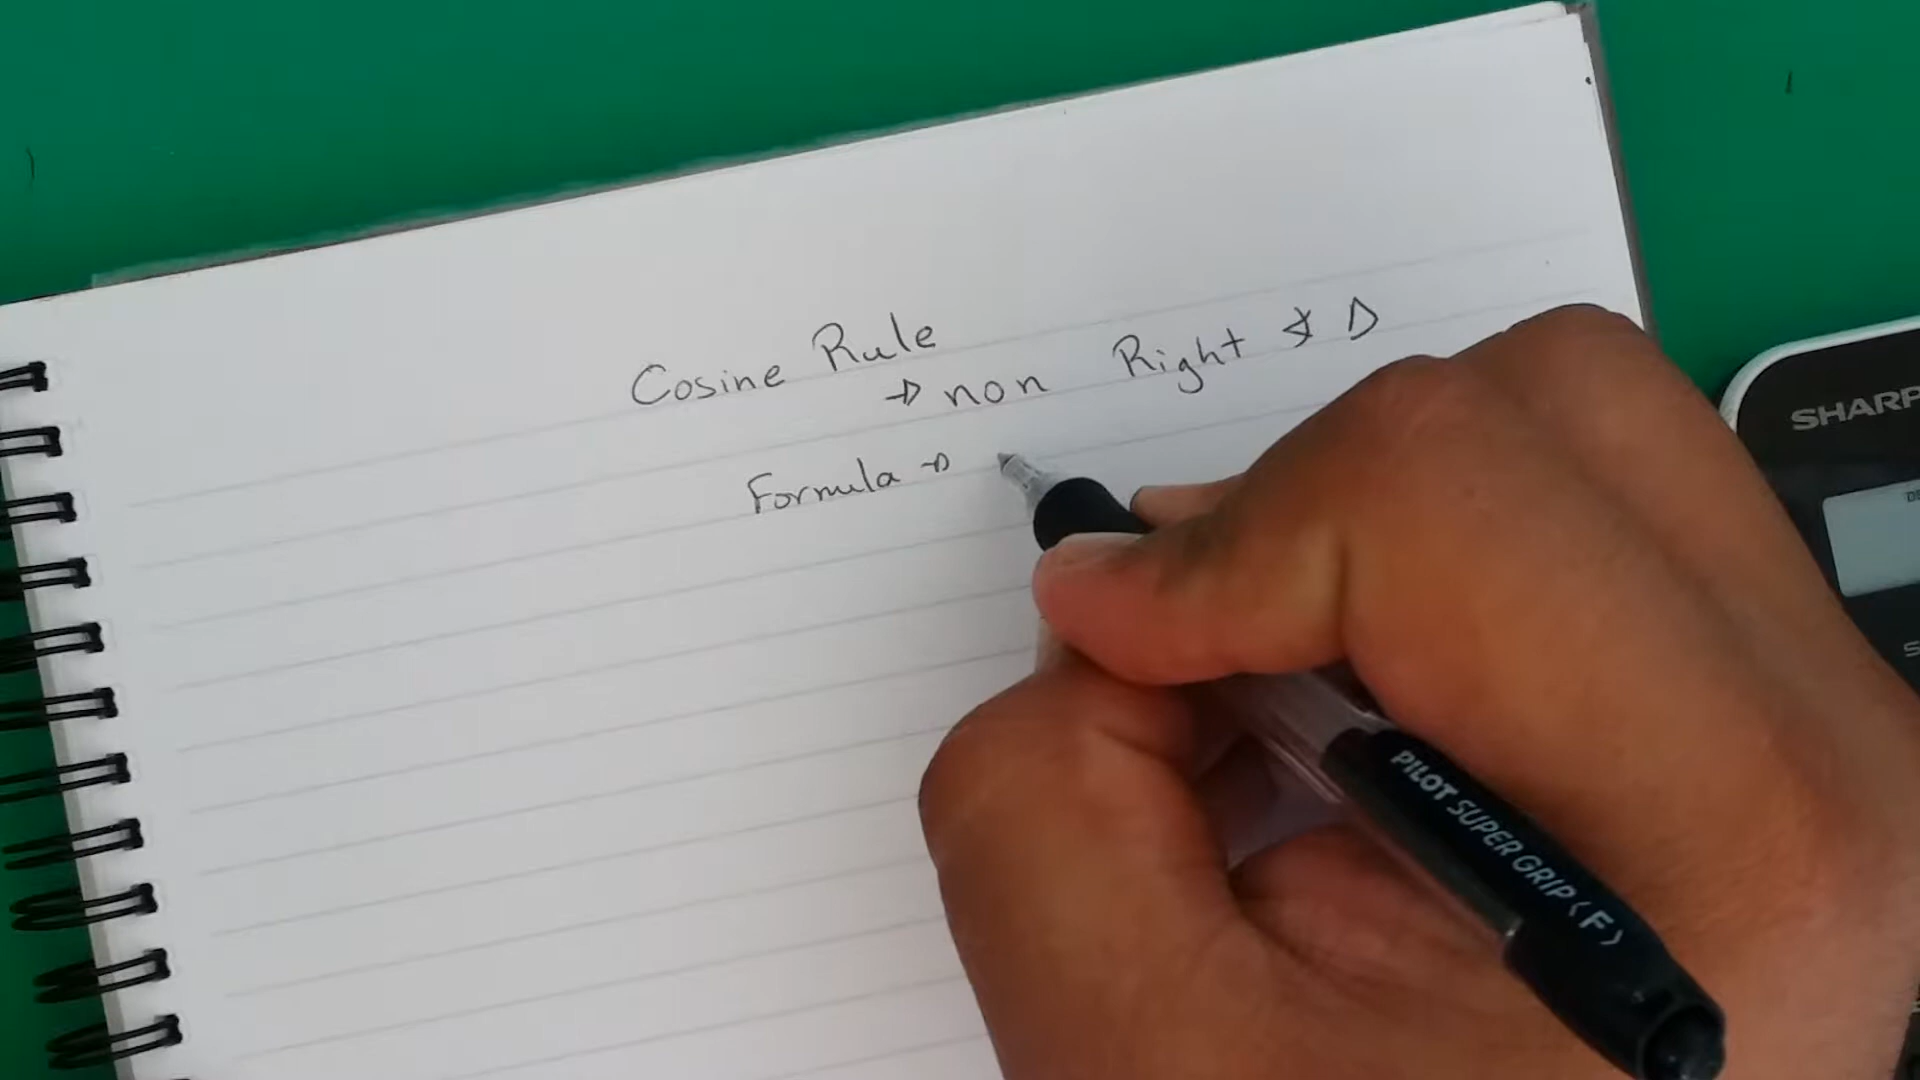 Cosine Rule
→ non Right ∡ Δ
Formula →
SHARP
PILOT SUPER GRIP (F)